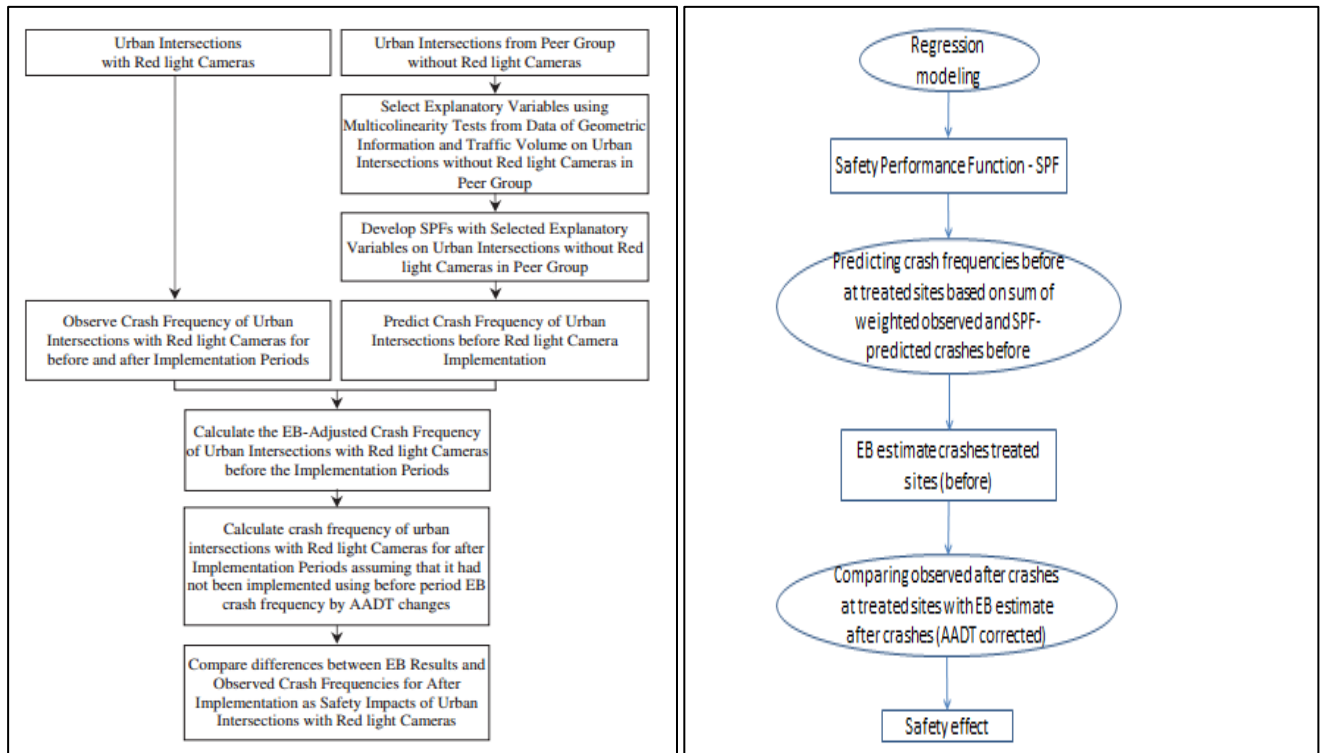 Urban Intersections
with Red light Cameras
Urban Intersections from Peer Group
without Red light Cameras
Select Explanatory Variables using
Multicolinearity Tests from Data of Geometric
Information and Traffic Volume on Urban
Intersections without Red light Cameras in
Peer Group
Develop SPFs with Selected Explanatory
Variables on Urban Intersections without Red
light Cameras in Peer Group
Observe Crash Frequency of Urban
Intersections with Red light Cameras for
before and after Implementation Periods
Predict Crash Frequency of Urban
Intersections before Red light Camera
Implementation
Calculate the EB-Adjusted Crash Frequency
of Urban Intersections with Red light Cameras
before the Implementation Periods
Calculate crash frequency of urban
intersections with Red light Cameras for after
Implementation Periods assuming that it had
not been implemented using before period EB
crash frequency by AADT changes
Compare differences between EB Results and
Observed Crash Frequencies for After
Implementation as Safety Impacts of Urban
Intersections with Red light Cameras
Regression
modeling
Safety Performance Function - SPF
Predicting crash frequencies before
at treated sites based on sum of
weighted observed and SPF-
predicted crashes before
EB estimate crashes treated
sites (before)
Comparing observed after crashes
at treated sites with EB estimate
after crashes (AADT corrected)
Safety effect